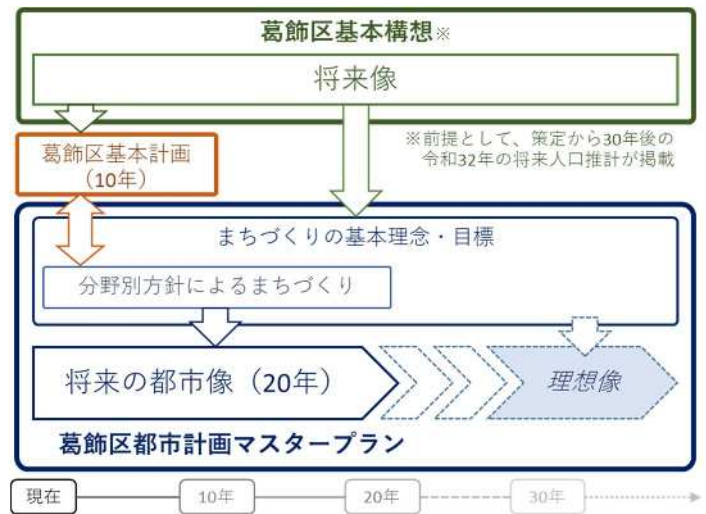 葛飾区基本構想※
将来像
葛飾区基本計画
（10年）
※前提として、策定から30年後の
令和32年の将来人口推計が掲載
まちづくりの基本理念・目標
分野別方針によるまちづくり
将来の都市像（20年）
理想像
葛飾区都市計画マスタープラン
現在
10年
20年
30年